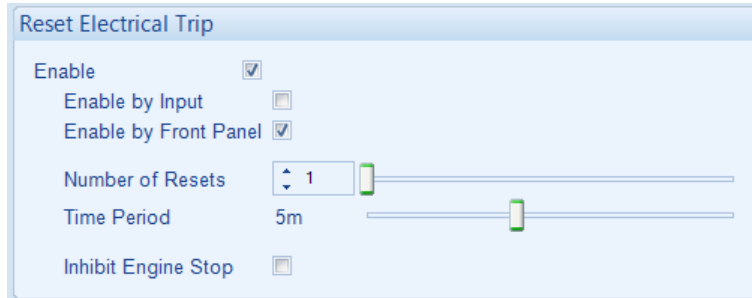 Reset Electrical Trip
Enable
Enable by Input
Enable by Front Panel
Number of Resets 1
Time Period 5m
Inhibit Engine Stop